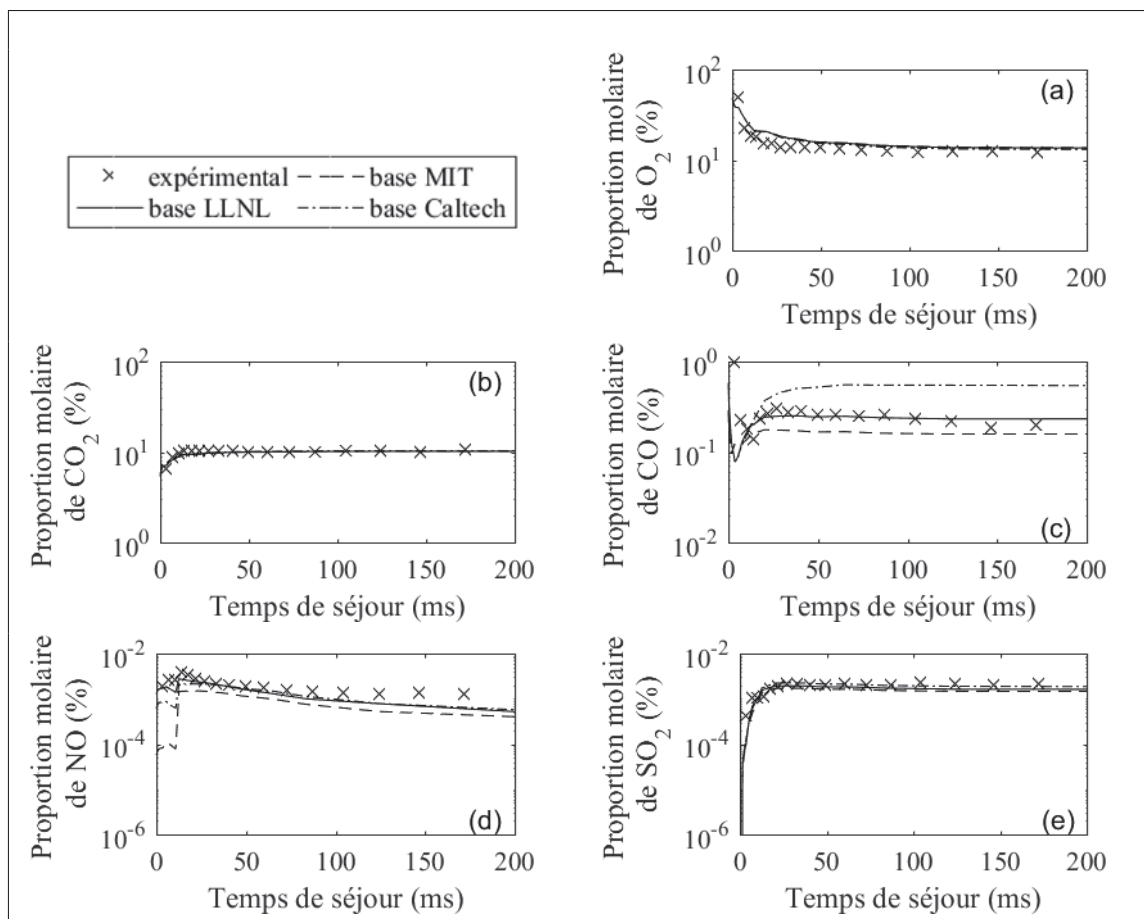 × expérimental --- base MIT
— base LLNL -·-·- base Caltech
Proportion molaire
de O2 (%)
(a)
10^2
10^1
10^0
0 50 100 150 200
Temps de séjour (ms)
Proportion molaire
de CO2 (%)
(b)
10^2
10^1
10^0
0 50 100 150 200
Temps de séjour (ms)
Proportion molaire
de CO (%)
(c)
10^0
10^-1
10^-2
0 50 100 150 200
Temps de séjour (ms)
Proportion molaire
de NO (%)
(d)
10^-2
10^-4
10^-6
0 50 100 150 200
Temps de séjour (ms)
Proportion molaire
de SO2 (%)
(e)
10^-2
10^-4
10^-6
0 50 100 150 200
Temps de séjour (ms)